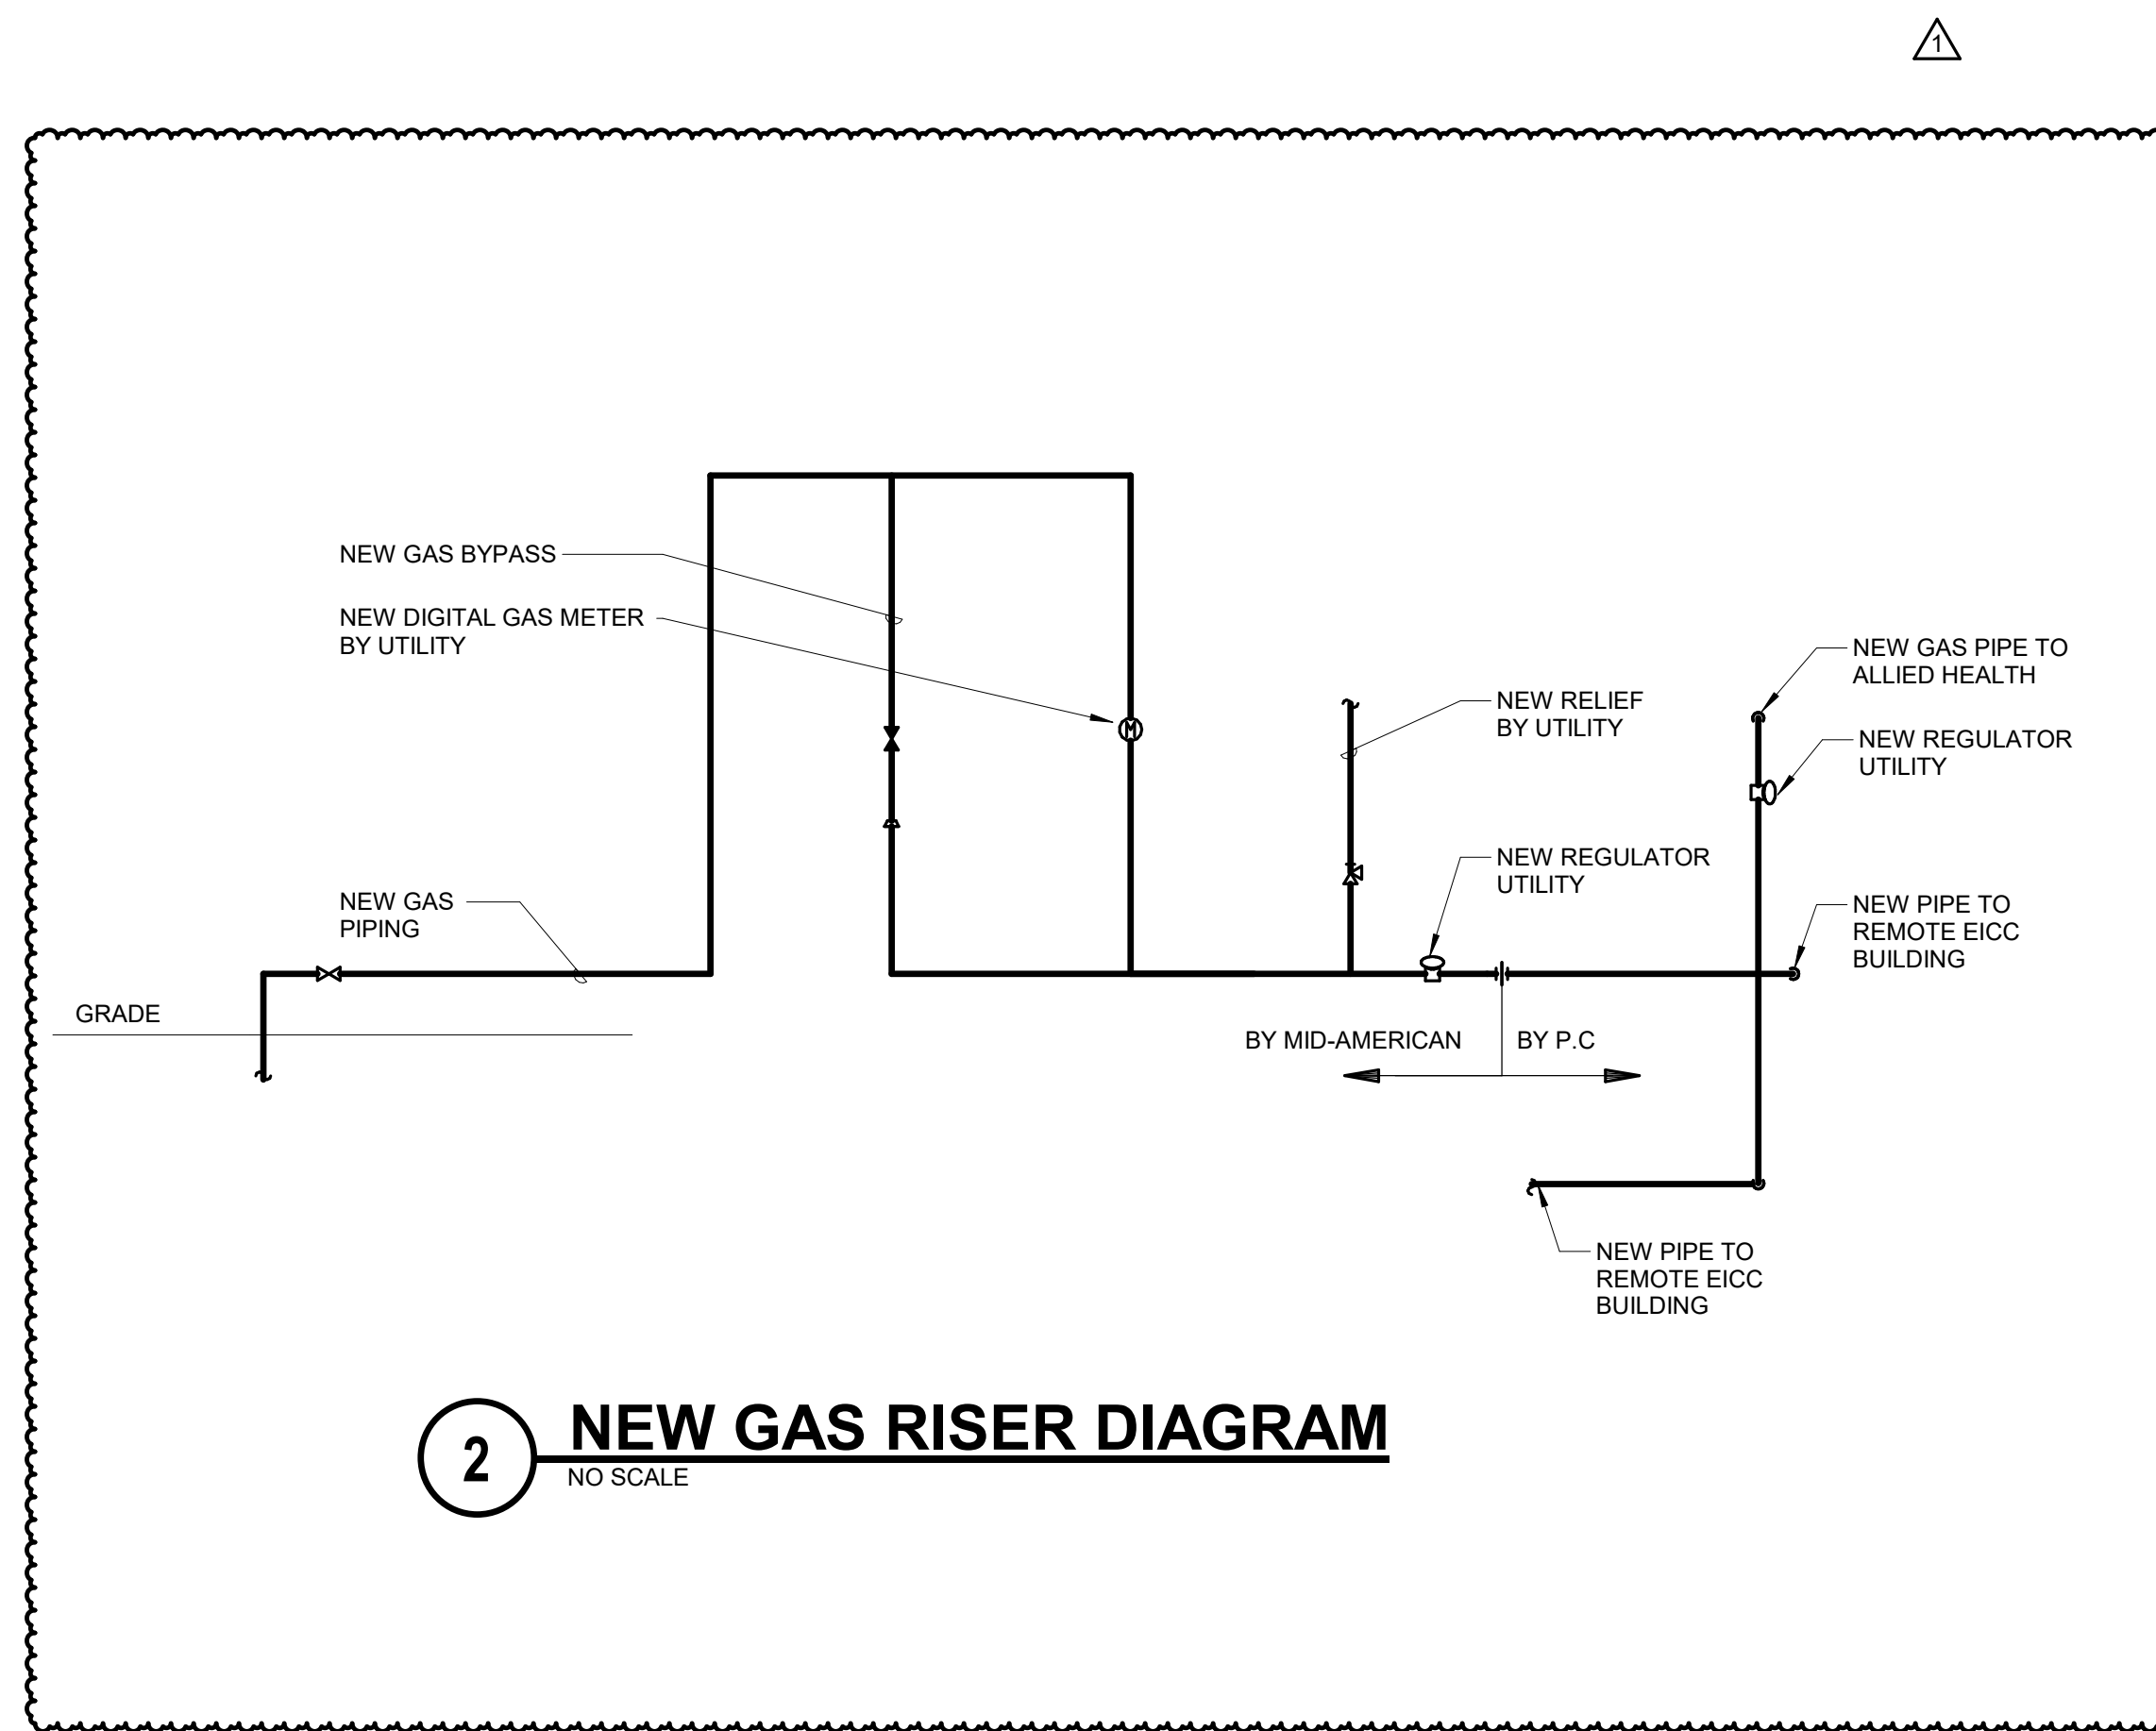 1
NEW GAS BYPASS
NEW DIGITAL GAS METER
BY UTILITY
NEW GAS PIPE TO
ALLIED HEALTH
NEW RELIEF
BY UTILITY
NEW REGULATOR
UTILITY
M
NEW REGULATOR
UTILITY
NEW GAS
PIPING
NEW PIPE TO
REMOTE EICC
BUILDING
GRADE
BY MID-AMERICAN
BY P.C
NEW PIPE TO
REMOTE EICC
BUILDING
2
NEW GAS RISER DIAGRAM
NO SCALE